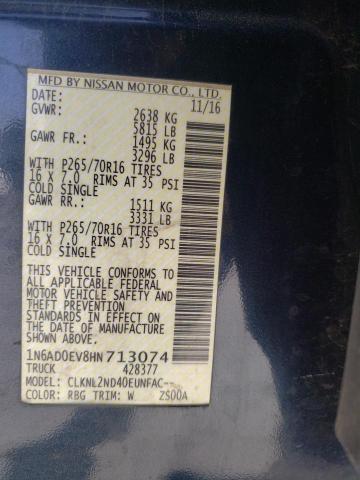 MFD BY NISSAN MOTOR CO., LTD.
DATE: 11/16
GVWR: 2638 KG
5815 LB
GAWR FR.: 1495 KG
3296 LB
WITH P265/70R16 TIRES
16 X 7.0 RIMS AT 35 PSI
COLD SINGLE
GAWR RR.: 1511 KG
3331 LB
WITH P265/70R16 TIRES
16 X 7.0 RIMS AT 35 PSI
COLD SINGLE
THIS VEHICLE CONFORMS TO
ALL APPLICABLE FEDERAL
MOTOR VEHICLE SAFETY AND
THEFT PREVENTION
STANDARDS IN EFFECT ON
THE DATE OF MANUFACTURE
SHOWN ABOVE.
1N6AD0EV8HN713074
TRUCK 428377
MODEL: CLKNL2ND40EUNFAC--
COLOR: RBG TRIM: W ZS00A